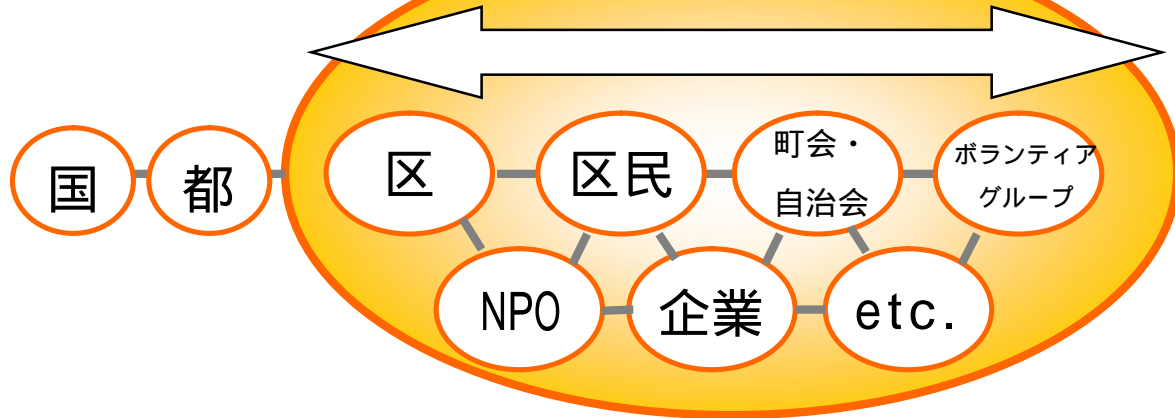 国
都
区
区民
町会・
自治会
ボランティア
グループ
NPO
企業
etc.